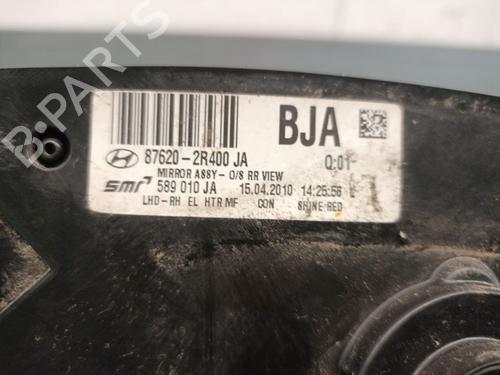 B-PARTS
BJA
87620-2R400 JA Q:01
MIRROR ASSY- O/S RR VIEW
smr 589 010 JA 15.04.2010 14:25:56
LHD-RH EL HTR MF CON SHINE RED